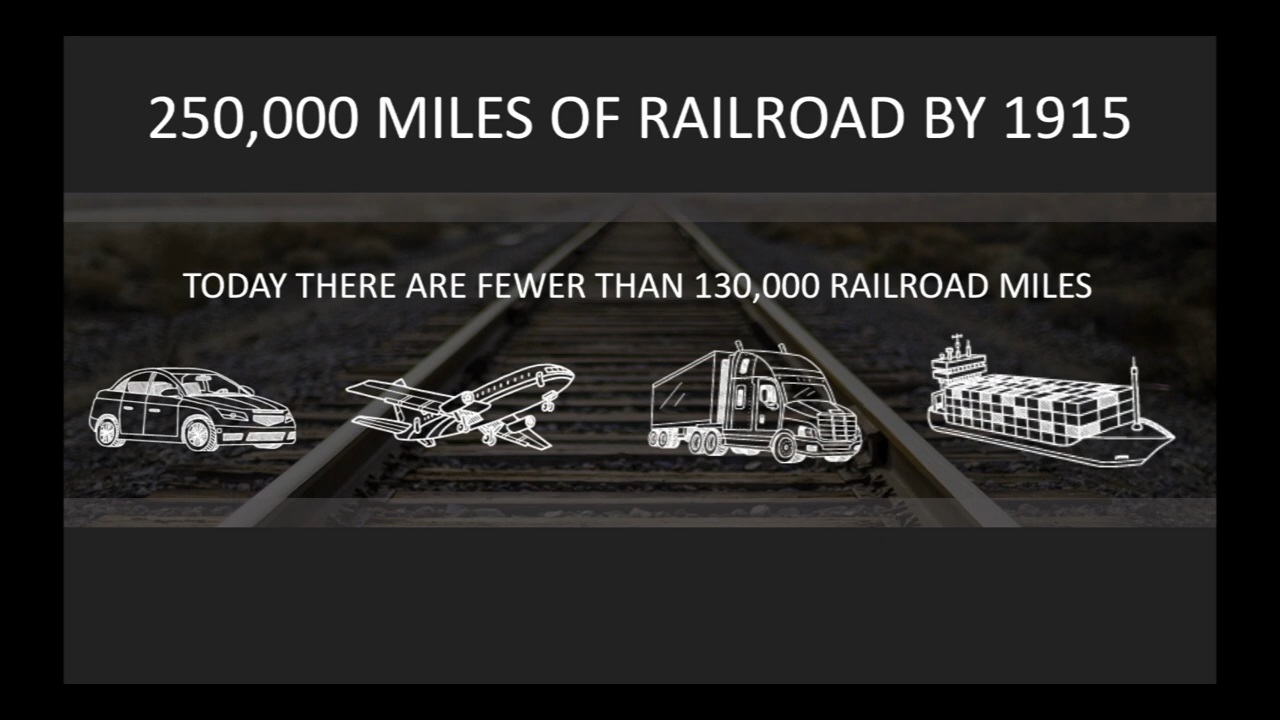 250,000 MILES OF RAILROAD BY 1915
TODAY THERE ARE FEWER THAN 130,000 RAILROAD MILES